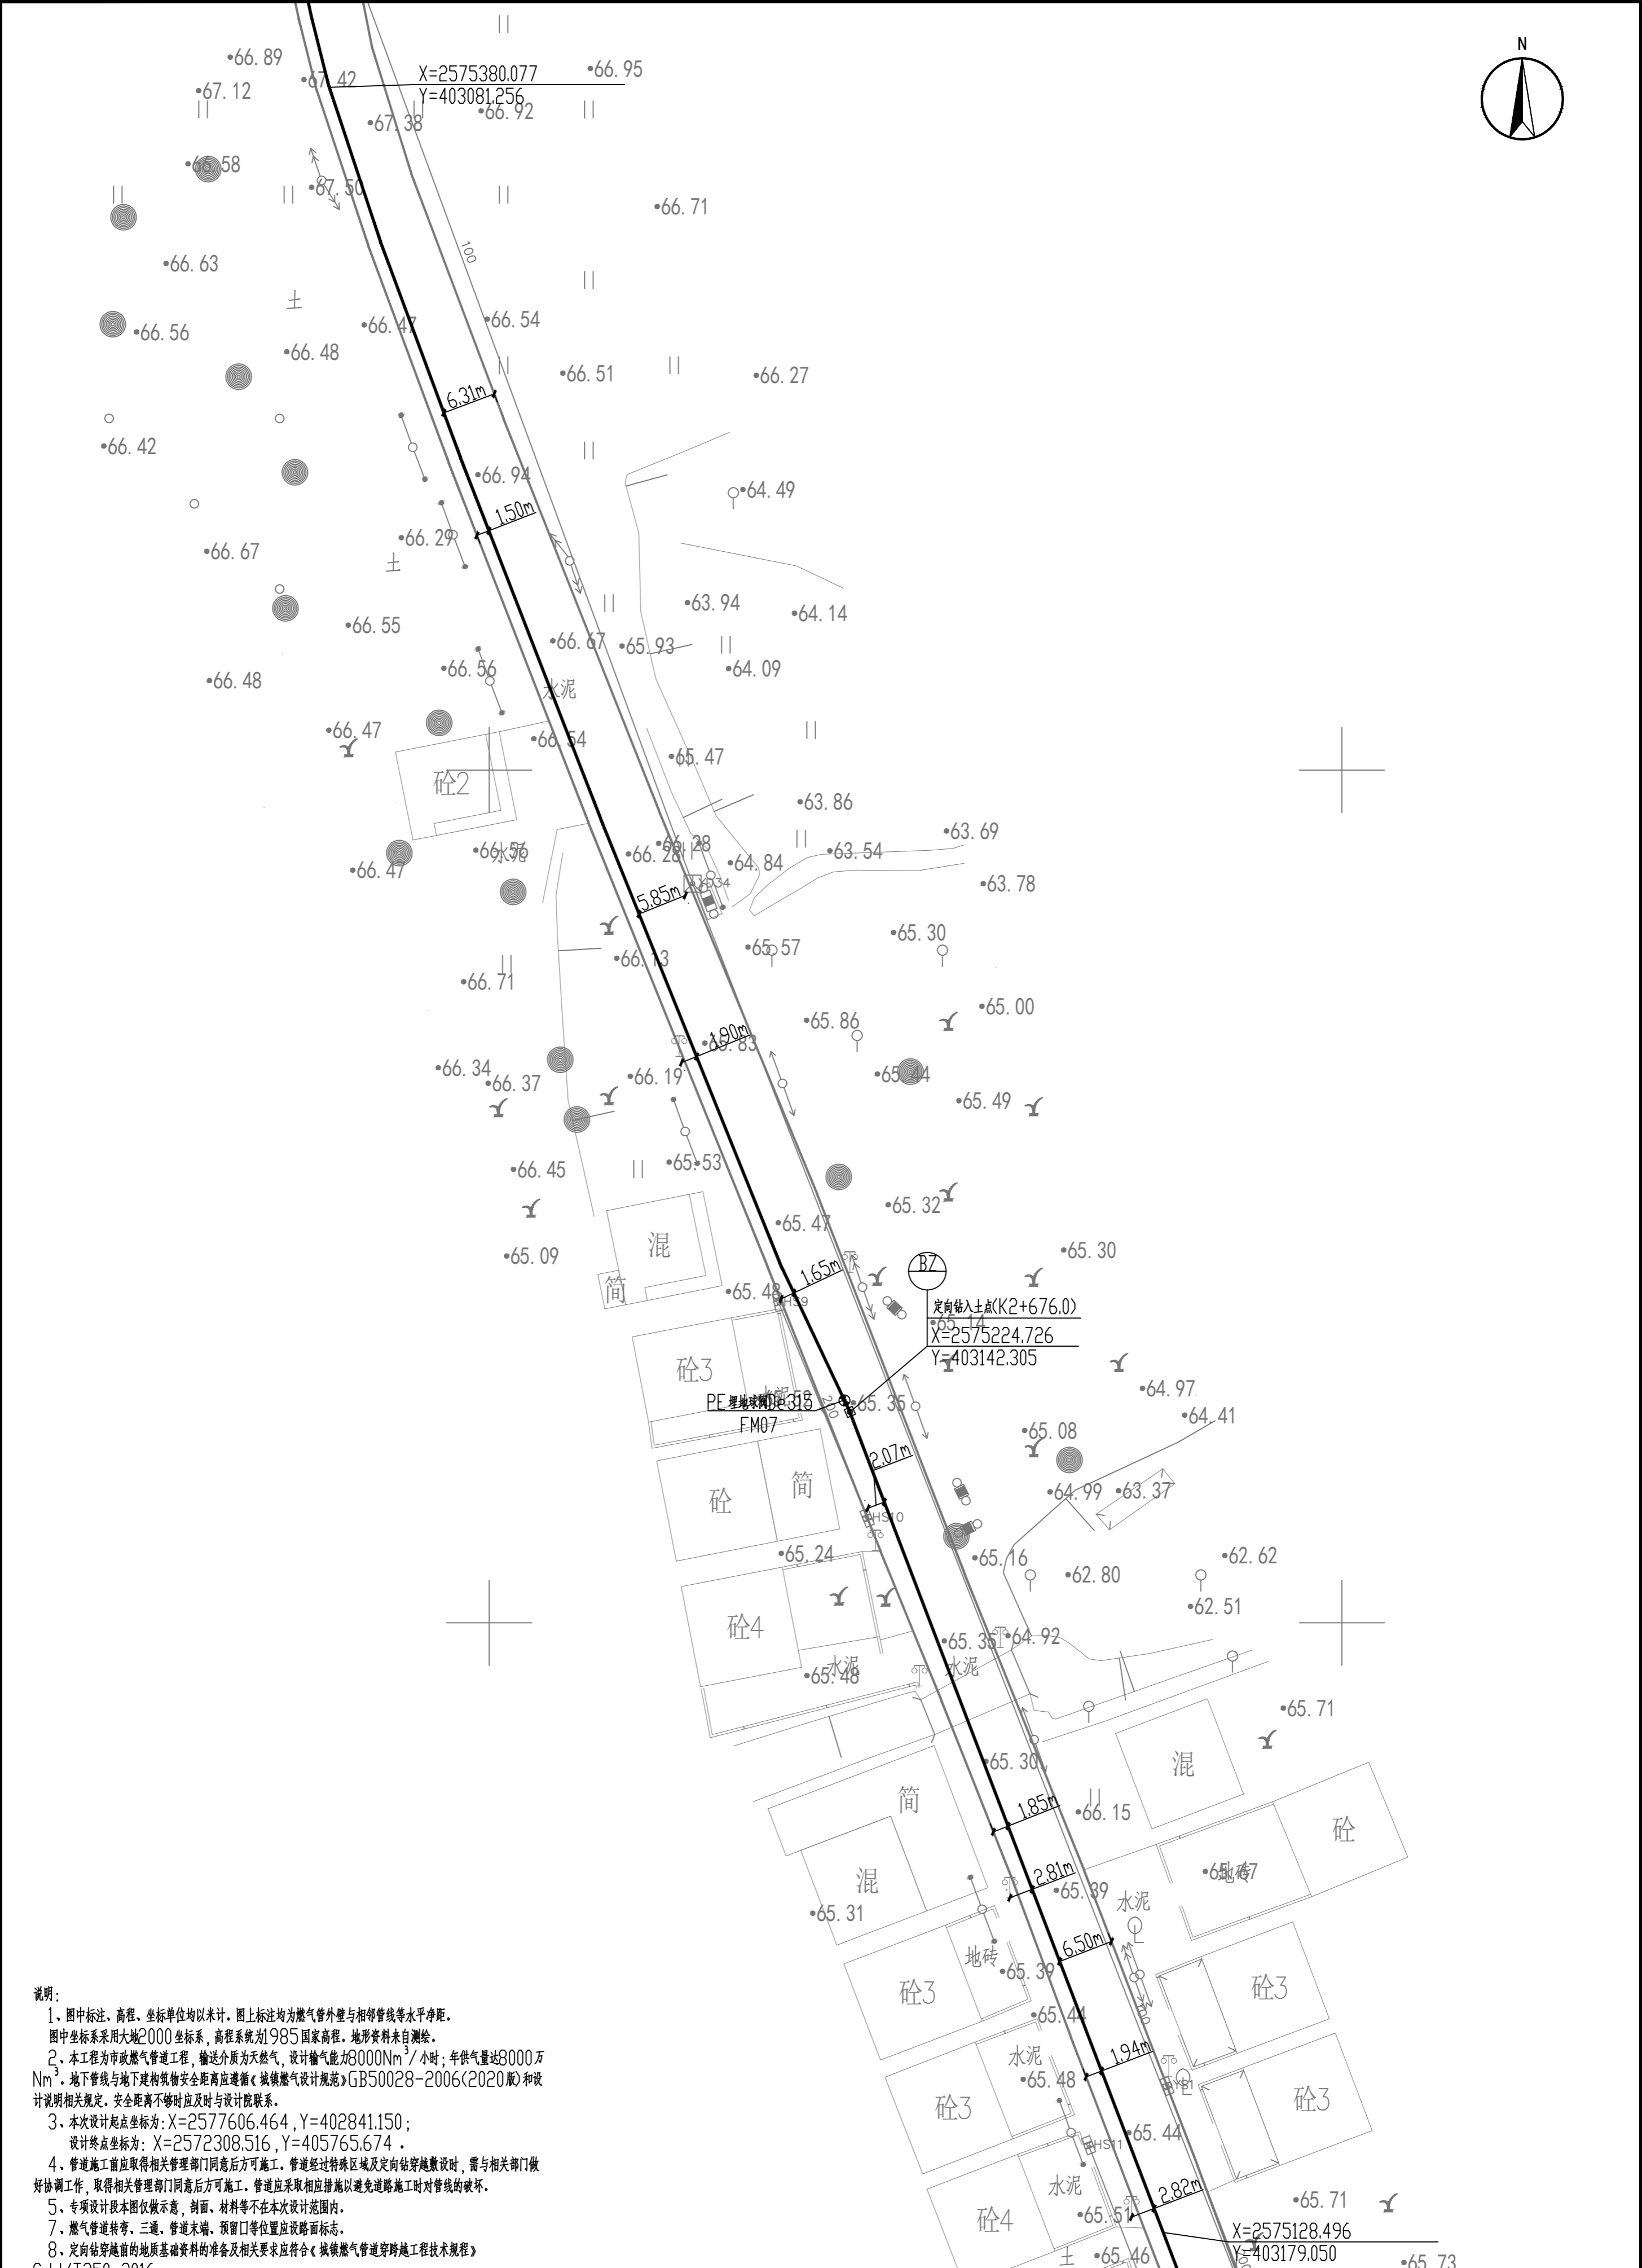 N
•66.89
•67.42
X=2575380.077
Y=403081.256
•66.95
•67.12
•67.38
•66.92
•66.58
•67.50
•66.71
100
•66.63
土
•66.56
•66.47
•66.54
•66.48
•66.51
•66.27
6.31m
•66.42
•66.94
•64.49
1.50m
•66.29
•66.67
土
•63.94
•64.14
•66.55
•66.67
•65.93
•66.48
•66.56
•64.09
水泥
•66.47
•66.54
•65.47
砼2
•63.86
•63.69
•66.56
水泥
•66.28
•66.28
•64.84
•63.54
•66.47
•63.78
5.85m
•65.30
•65.57
•66.13
•66.71
•65.00
•65.86
1.90m
•65.83
•66.34
•66.37
•66.19
•65.44
•65.49
•66.45
•65.53
•65.32
•65.47
混
•65.09
•65.30
简
1.65m
•65.48
BZ
定向钻入土点(K2+676.0)
•65.14
X=2575224.726
Y=403142.305
砼3
•64.97
水泥
PE埋地球阀De315
FM07
200
•65.35
•64.41
•65.08
2.07m
简
砼
•64.99
•63.37
HS10
•65.24
•65.16
•62.62
•62.80
•62.51
砼4
•65.35
•64.92
水泥
•65.48
水泥
•65.71
•65.30
混
简
1.85m
•66.15
砼
2.81m
•65.67
地砖
混
•65.39
•65.31
水泥
地砖
6.50m
•65.39
砼3
砼3
•65.44
水泥
1.94m
•65.48
砼3
砼3
•65.44
HS11
水泥
2.82m
•65.51
•65.71
砼4
X=2575128.496
Y=403179.050
土
•65.46
•65.73
说明：
1、图中标注、高程、坐标单位均以米计。图上标注均为燃气管外壁与相邻管线等水平净距。
图中坐标系采用大地2000坐标系，高程系统为1985国家高程。地形资料来自测绘。
2、本工程为市政燃气管道工程，输送介质为天然气，设计输气能力8000Nm³/小时；年供气量达8000万
Nm³。地下管线与地下建构筑物安全距离应遵循《城镇燃气设计规范》GB50028-2006(2020版)和设
计说明相关规定。安全距离不够时应及时与设计院联系。
3、本次设计起点坐标为：X=2577606.464，Y=402841.150；
设计终点坐标为：X=2572308.516，Y=405765.674。
4、管道施工前应取得相关管理部门同意后方可施工。管道经过特殊区域及定向钻穿越敷设时，需与相关部门做
好协调工作，取得相关管理部门同意后方可施工。管道应采取相应措施以避免道路施工时对管线的破坏。
5、专项设计段本图仅做示意，剖面、材料等不在本次设计范围内。
7、燃气管道转弯、三通、管道末端、预留口等位置应设路面标志。
8、定向钻穿越前的地质基础资料的准备及相关要求应符合《城镇燃气管道穿跨越工程技术规程》